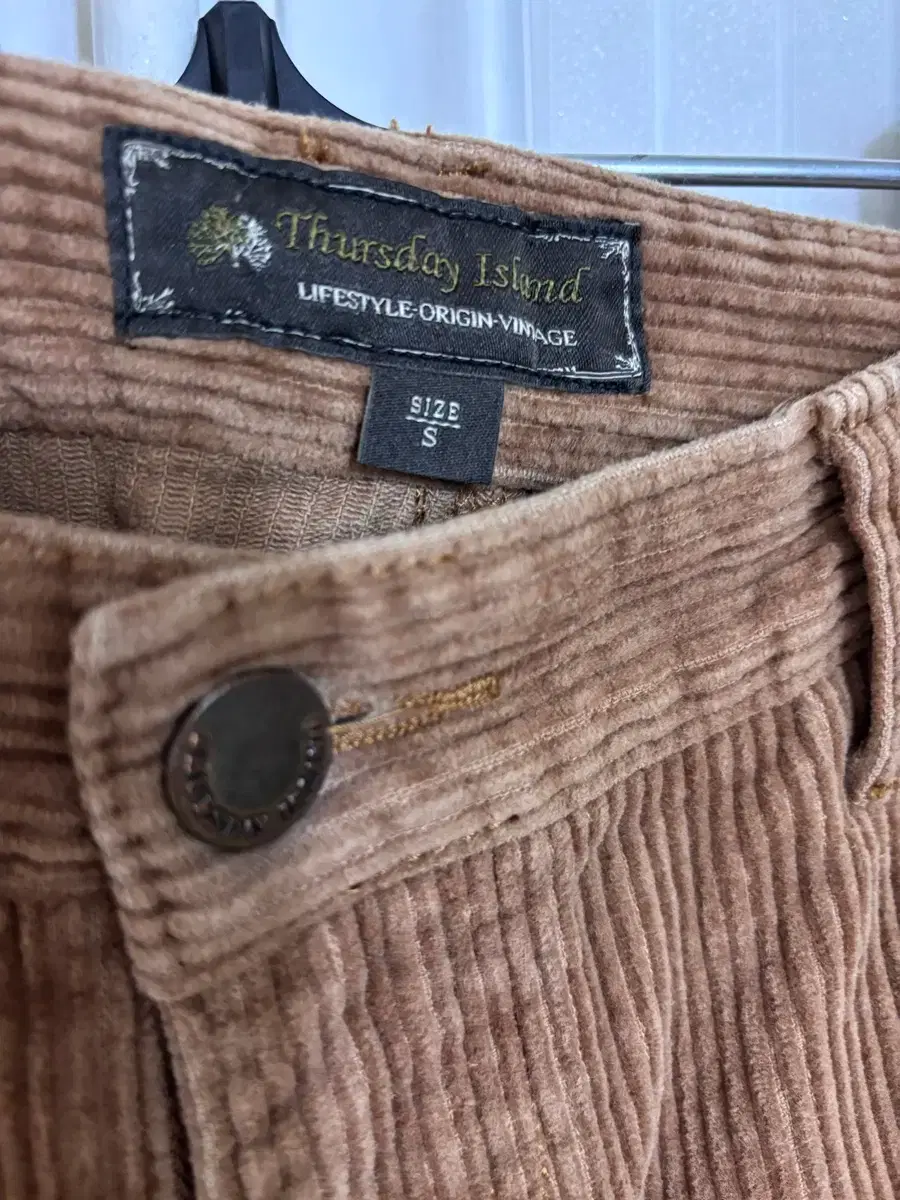 Thursday Island
LIFESTYLE-ORIGIN-VINTAGE
SIZE
S